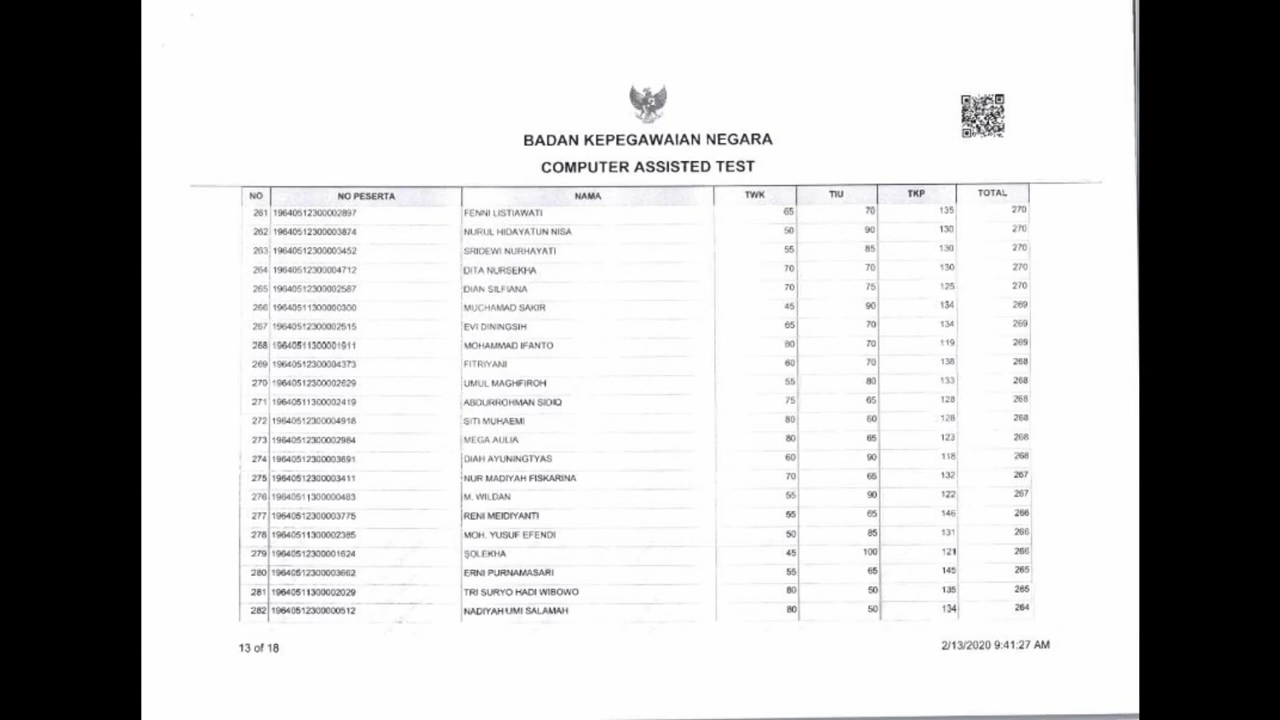 BADAN KEPEGAWAIAN NEGARA
COMPUTER ASSISTED TEST
NO NO PESERTA NAMA TWK TIU TKP TOTAL
261 19640512300002897 FENNI LISTIAWATI 65 70 135 270
262 19640512300003874 NURUL HIDAYATUN NISA 50 90 130 270
263 19640512300003452 SRIDEWI NURHAYATI 55 85 130 270
264 19640512300004712 DITA NURSEKHA 70 70 130 270
265 19640512300002587 DIAN SILFIANA 70 75 125 270
266 19640511300000300 MUCHAMAD SAKIR 45 90 134 269
267 19640512300002515 EVI DININGSIH 65 70 134 269
268 19640511300001911 MOHAMMAD IFANTO 80 70 119 269
269 19640512300004373 FITRIYANI 60 70 138 268
270 19640512300002629 UMUL MAGHFIROH 55 80 133 268
271 19640511300002419 ABDURROHMAN SIDIQ 75 65 128 268
272 19640512300004918 SITI MUHAEMI 80 60 128 268
273 19640512300002984 MEGA AULIA 80 65 123 268
274 19640512300003691 DIAH AYUNINGTYAS 60 90 118 268
275 19640512300003411 NUR MADIYAH FISKARINA 70 65 132 267
276 19640511300000483 M. WILDAN 55 90 122 267
277 19640512300003775 RENI MEIDIYANTI 55 65 146 266
278 19640511300002385 MOH. YUSUF EFENDI 50 85 131 266
279 19640512300001624 SOLEKHA 45 100 121 266
280 19640512300003662 ERNI PURNAMASARI 55 65 145 265
281 19640511300002029 TRI SURYO HADI WIBOWO 80 50 135 265
282 19640512300000512 NADIYAH UMI SALAMAH 80 50 134 264
13 of 18 2/13/2020 9:41:27 AM